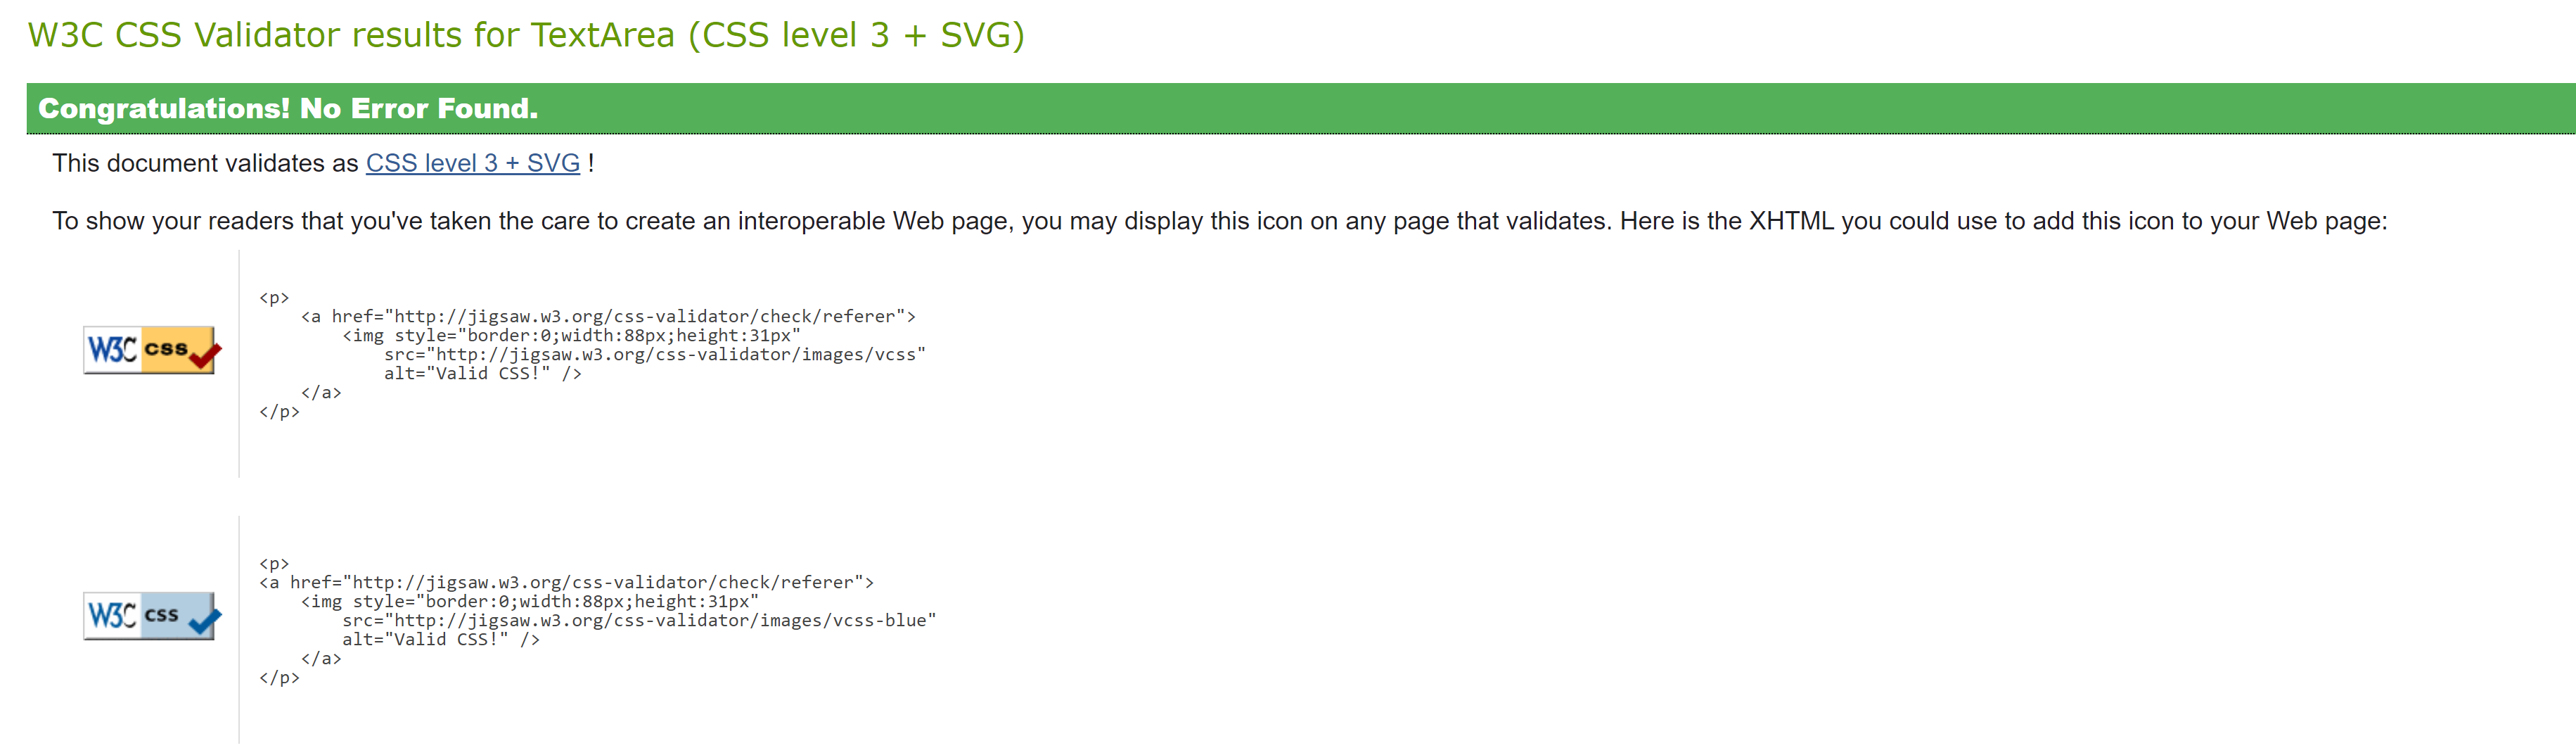 W3C CSS Validator results for TextArea (CSS level 3 + SVG)
Congratulations! No Error Found.
This document validates as CSS level 3 + SVG !
To show your readers that you've taken the care to create an interoperable Web page, you may display this icon on any page that validates. Here is the XHTML you could use to add this icon to your Web page:
W3C css
<p>
    <a href="http://jigsaw.w3.org/css-validator/check/referer">
        <img style="border:0;width:88px;height:31px"
            src="http://jigsaw.w3.org/css-validator/images/vcss"
            alt="Valid CSS!" />
    </a>
</p>
W3C css
<p>
<a href="http://jigsaw.w3.org/css-validator/check/referer">
    <img style="border:0;width:88px;height:31px"
        src="http://jigsaw.w3.org/css-validator/images/vcss-blue"
        alt="Valid CSS!" />
    </a>
</p>